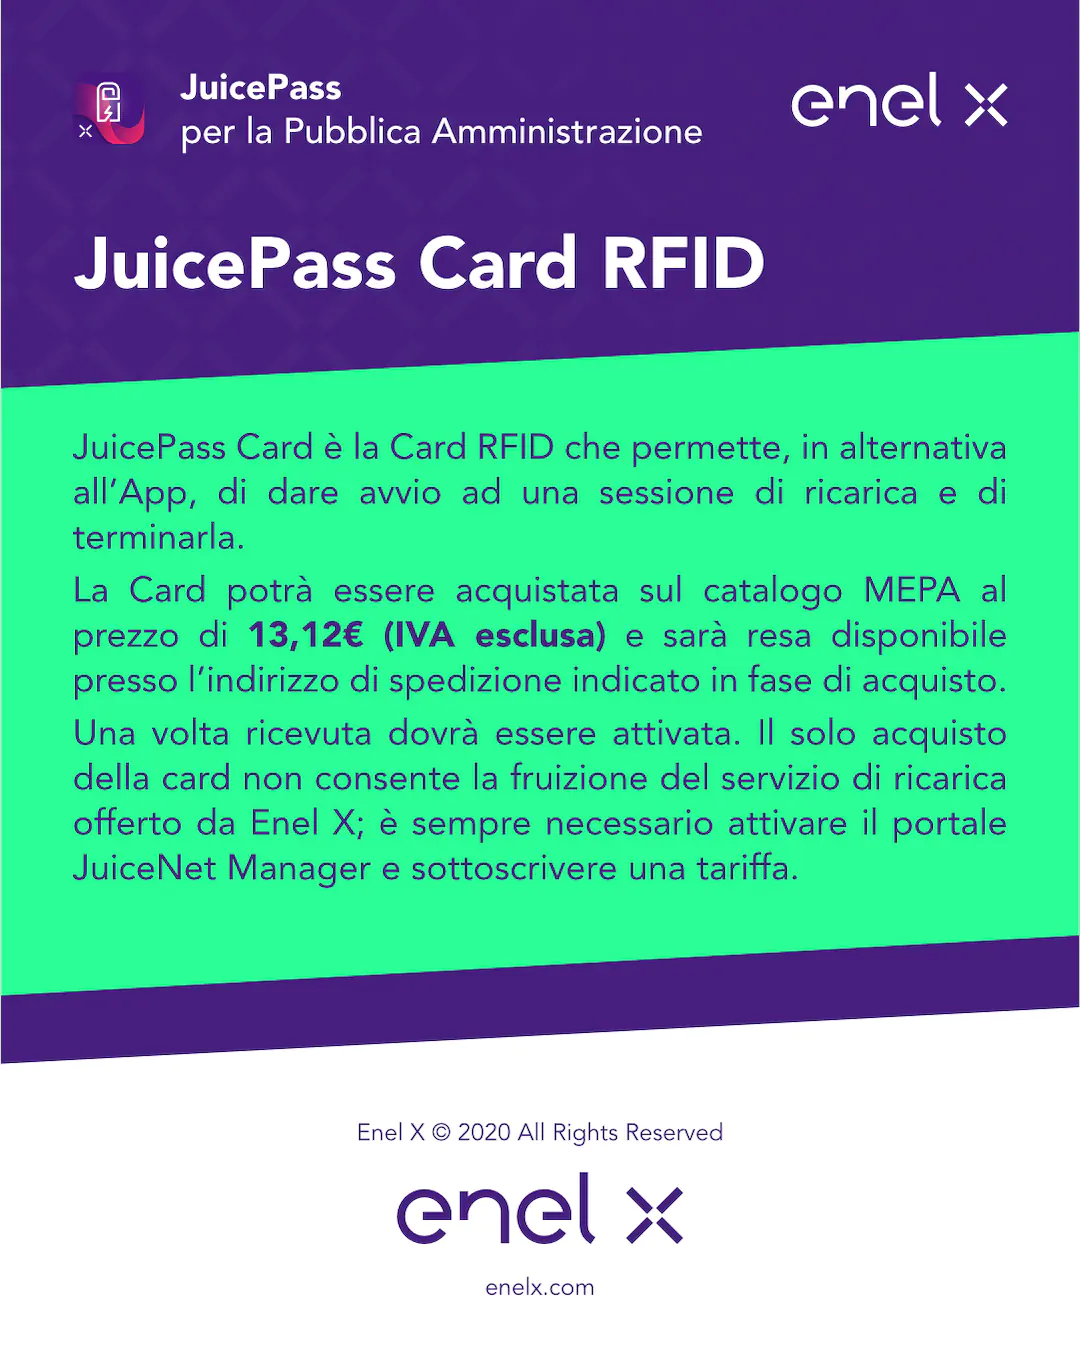 JuicePass
per la Pubblica Amministrazione
enel x
JuicePass Card RFID
JuicePass Card è la Card RFID che permette, in alternativa
all’App, di dare avvio ad una sessione di ricarica e di
terminarla.
La Card potrà essere acquistata sul catalogo MEPA al
prezzo di 13,12€ (IVA esclusa) e sarà resa disponibile
presso l’indirizzo di spedizione indicato in fase di acquisto.
Una volta ricevuta dovrà essere attivata. Il solo acquisto
della card non consente la fruizione del servizio di ricarica
offerto da Enel X; è sempre necessario attivare il portale
JuiceNet Manager e sottoscrivere una tariffa.
Enel X © 2020 All Rights Reserved
enel x
enelx.com